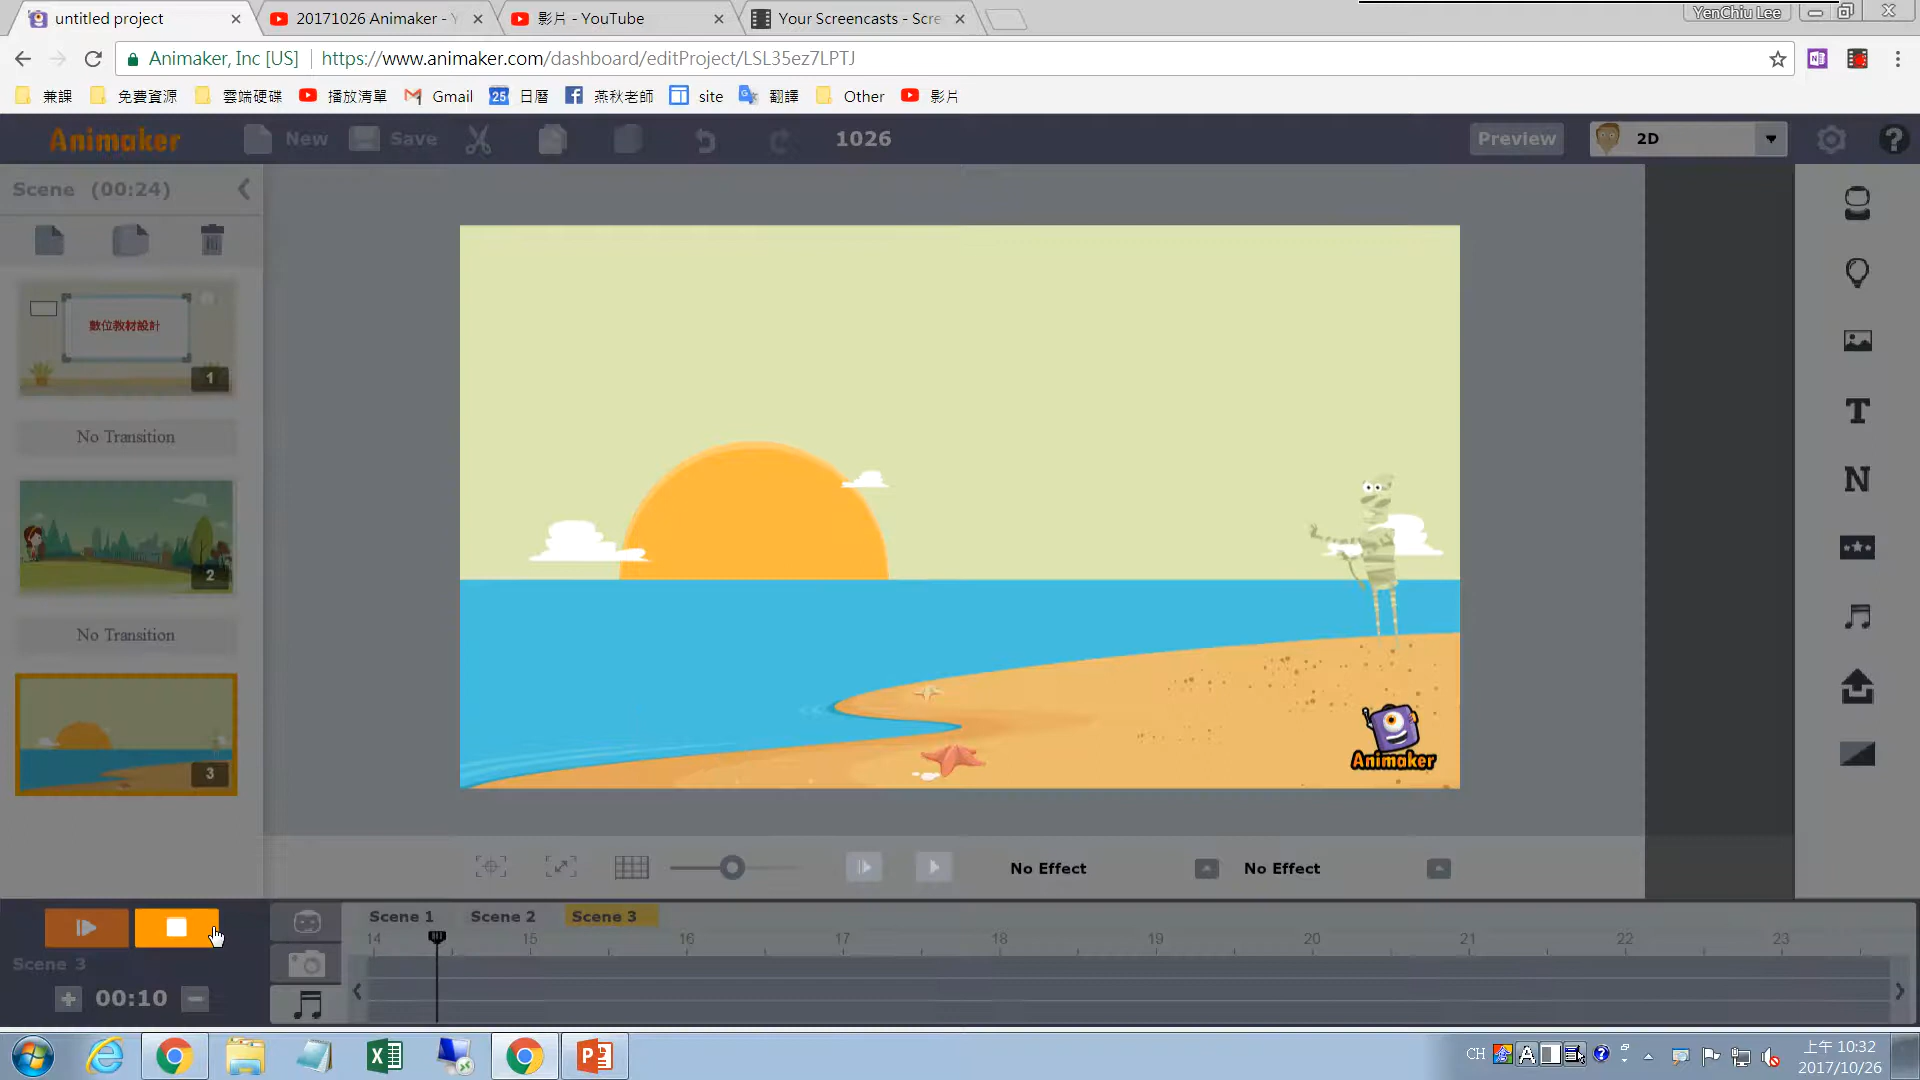 untitled project
20171026 Animaker - Y
影片 - YouTube
Your Screencasts - Scre
YenChiu Lee
Animaker, Inc [US]
https://www.animaker.com/dashboard/editProject/LSL35ez7LPTJ
兼課
免費資源
雲端硬碟
播放清單
Gmail
25
日曆
燕秋老師
site
翻譯
Other
影片
Animaker
New
Save
1026
Preview
2D
Scene (00:24)
數位教材設計
1
No Transition
2
No Transition
3
Animaker
No Effect
No Effect
Scene 1
Scene 2
Scene 3
14
15
16
17
18
19
20
21
22
23
Scene 3
00:10
CH
上午 10:32
2017/10/26